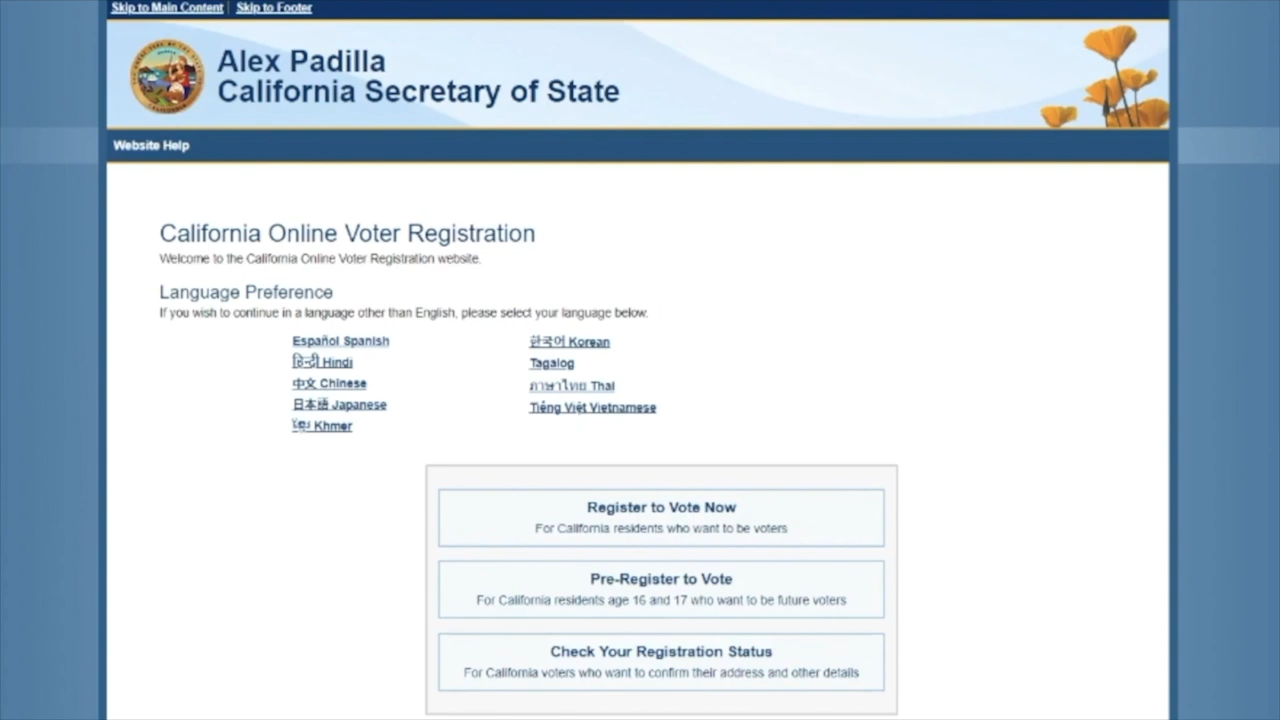 Skip to Main Content | Skip to Footer
Alex Padilla
California Secretary of State
Website Help
California Online Voter Registration
Welcome to the California Online Voter Registration website.
Language Preference
If you wish to continue in a language other than English, please select your language below.
Español Spanish
हिन्दी Hindi
中文 Chinese
日本語 Japanese
ខ្មែរ Khmer
한국어 Korean
Tagalog
ภาษาไทย Thai
Tiếng Việt Vietnamese
Register to Vote Now
For California residents who want to be voters
Pre-Register to Vote
For California residents age 16 and 17 who want to be future voters
Check Your Registration Status
For California voters who want to confirm their address and other details